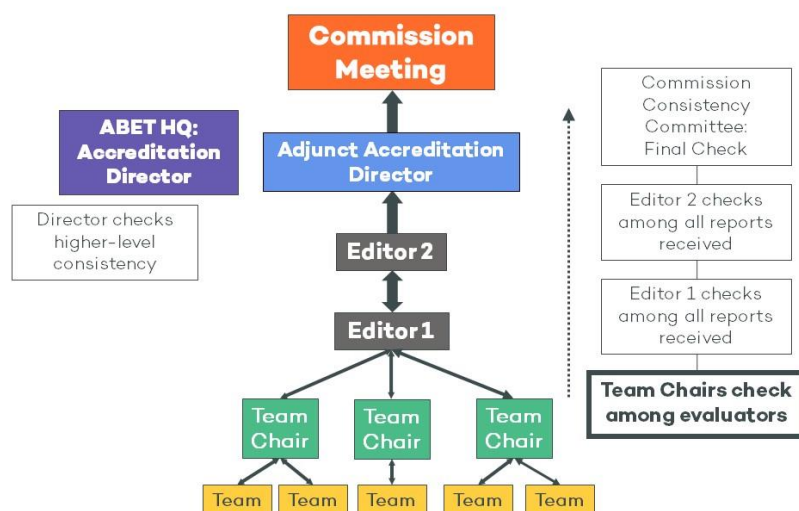 Commission
Meeting
ABET HQ:
Accreditation
Director
Director checks
higher-level
consistency
Adjunct Accreditation
Director
Editor 2
Editor 1
Team
Chair
Team
Chair
Team
Chair
Team
Team
Team
Team
Team
Commission
Consistency
Committee:
Final Check
Editor 2 checks
among all reports
received
Editor 1 checks
among all reports
received
Team Chairs check
among evaluators